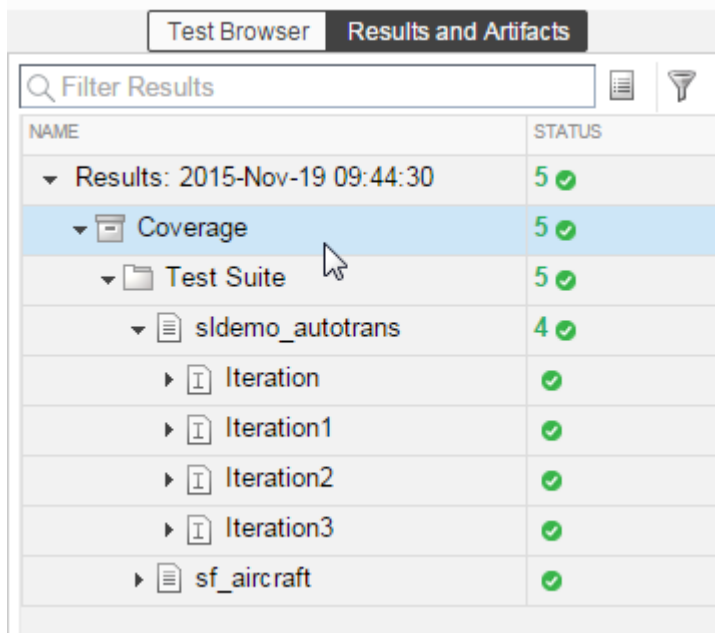 Test Browser Results and Artifacts
Filter Results
NAME STATUS
Results: 2015-Nov-19 09:44:30 5
Coverage 5
Test Suite 5
sldemo_autotrans 4
Iteration
Iteration1
Iteration2
Iteration3
sf_aircraft